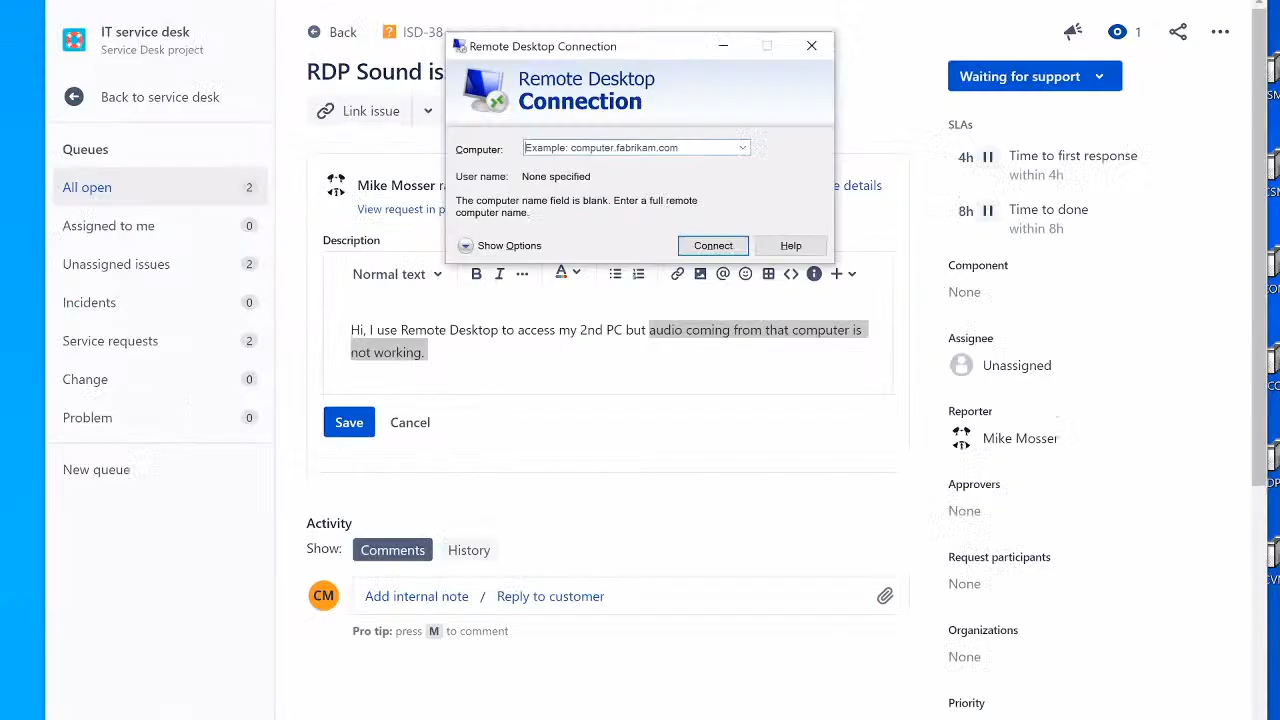 IT service desk
Service Desk project
Back to service desk
Queues
All open 2
Assigned to me 0
Unassigned issues 2
Incidents 0
Service requests 2
Change 0
Problem 0
New queue
Back ISD-38
1
RDP Sound is
Link issue
Mike Mosser
View request in p
e details
Description
Normal text
B I A
Hi, I use Remote Desktop to access my 2nd PC but audio coming from that computer is
not working.
Save Cancel
Activity
Show: Comments History
CM Add internal note / Reply to customer
Pro tip: press M to comment
Remote Desktop Connection
Remote Desktop
Connection
Computer: Example: computer.fabrikam.com
User name: None specified
The computer name field is blank. Enter a full remote
computer name.
Show Options Connect Help
Waiting for support
SLAs
4h Time to first response
within 4h
8h Time to done
within 8h
Component
None
Assignee
Unassigned
Reporter
Mike Mosser
Approvers
None
Request participants
None
Organizations
None
Priority